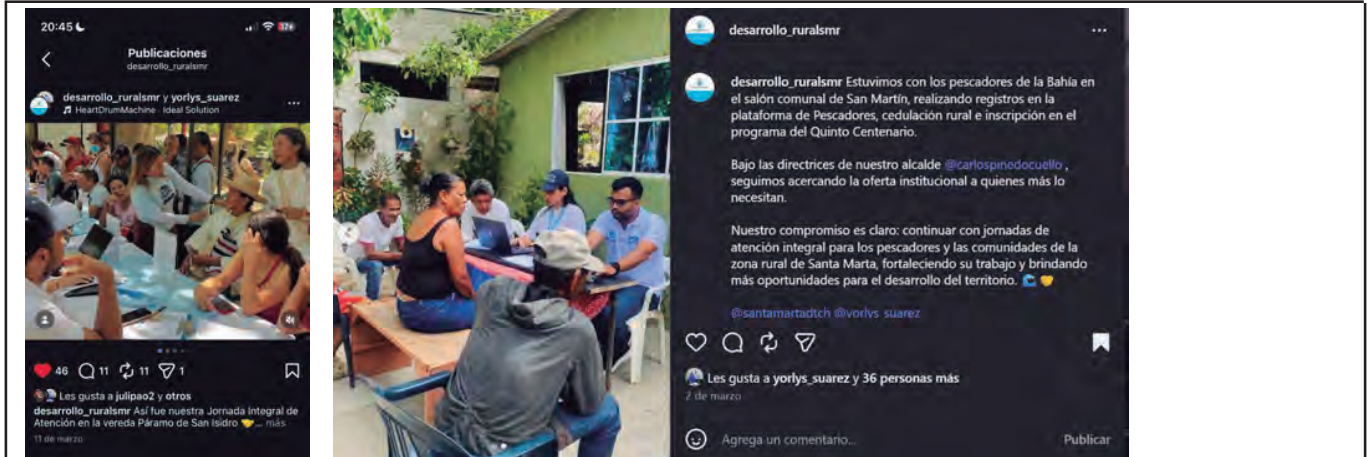 20:45
37
Publicaciones
desarrollo_ruralsmr
desarrollo_ruralsmr y yorlys_suarez
HeartDrumMachine · Ideal Solution
46 11 11 1
Les gusta a julipao2 y otros
desarrollo_ruralsmr Así fue nuestra Jornada Integral de
Atención en la vereda Páramo de San Isidro ... más
11 de marzo
desarrollo_ruralsmr
desarrollo_ruralsmr Estuvimos con los pescadores de la Bahía en
el salón comunal de San Martín, realizando registros en la
plataforma de Pescadores, cedulación rural e inscripción en el
programa del Quinto Centenario.
Bajo las directrices de nuestro alcalde @carlospinedocuello ,
seguimos acercando la oferta institucional a quienes más lo
necesitan.
Nuestro compromiso es claro: continuar con jornadas de
atención integral para los pescadores y las comunidades de la
zona rural de Santa Marta, fortaleciendo su trabajo y brindando
más oportunidades para el desarrollo del territorio.
@santamartadtch @yorlys_suarez
Les gusta a yorlys_suarez y 36 personas más
2 de marzo
Agrega un comentario...
Publicar